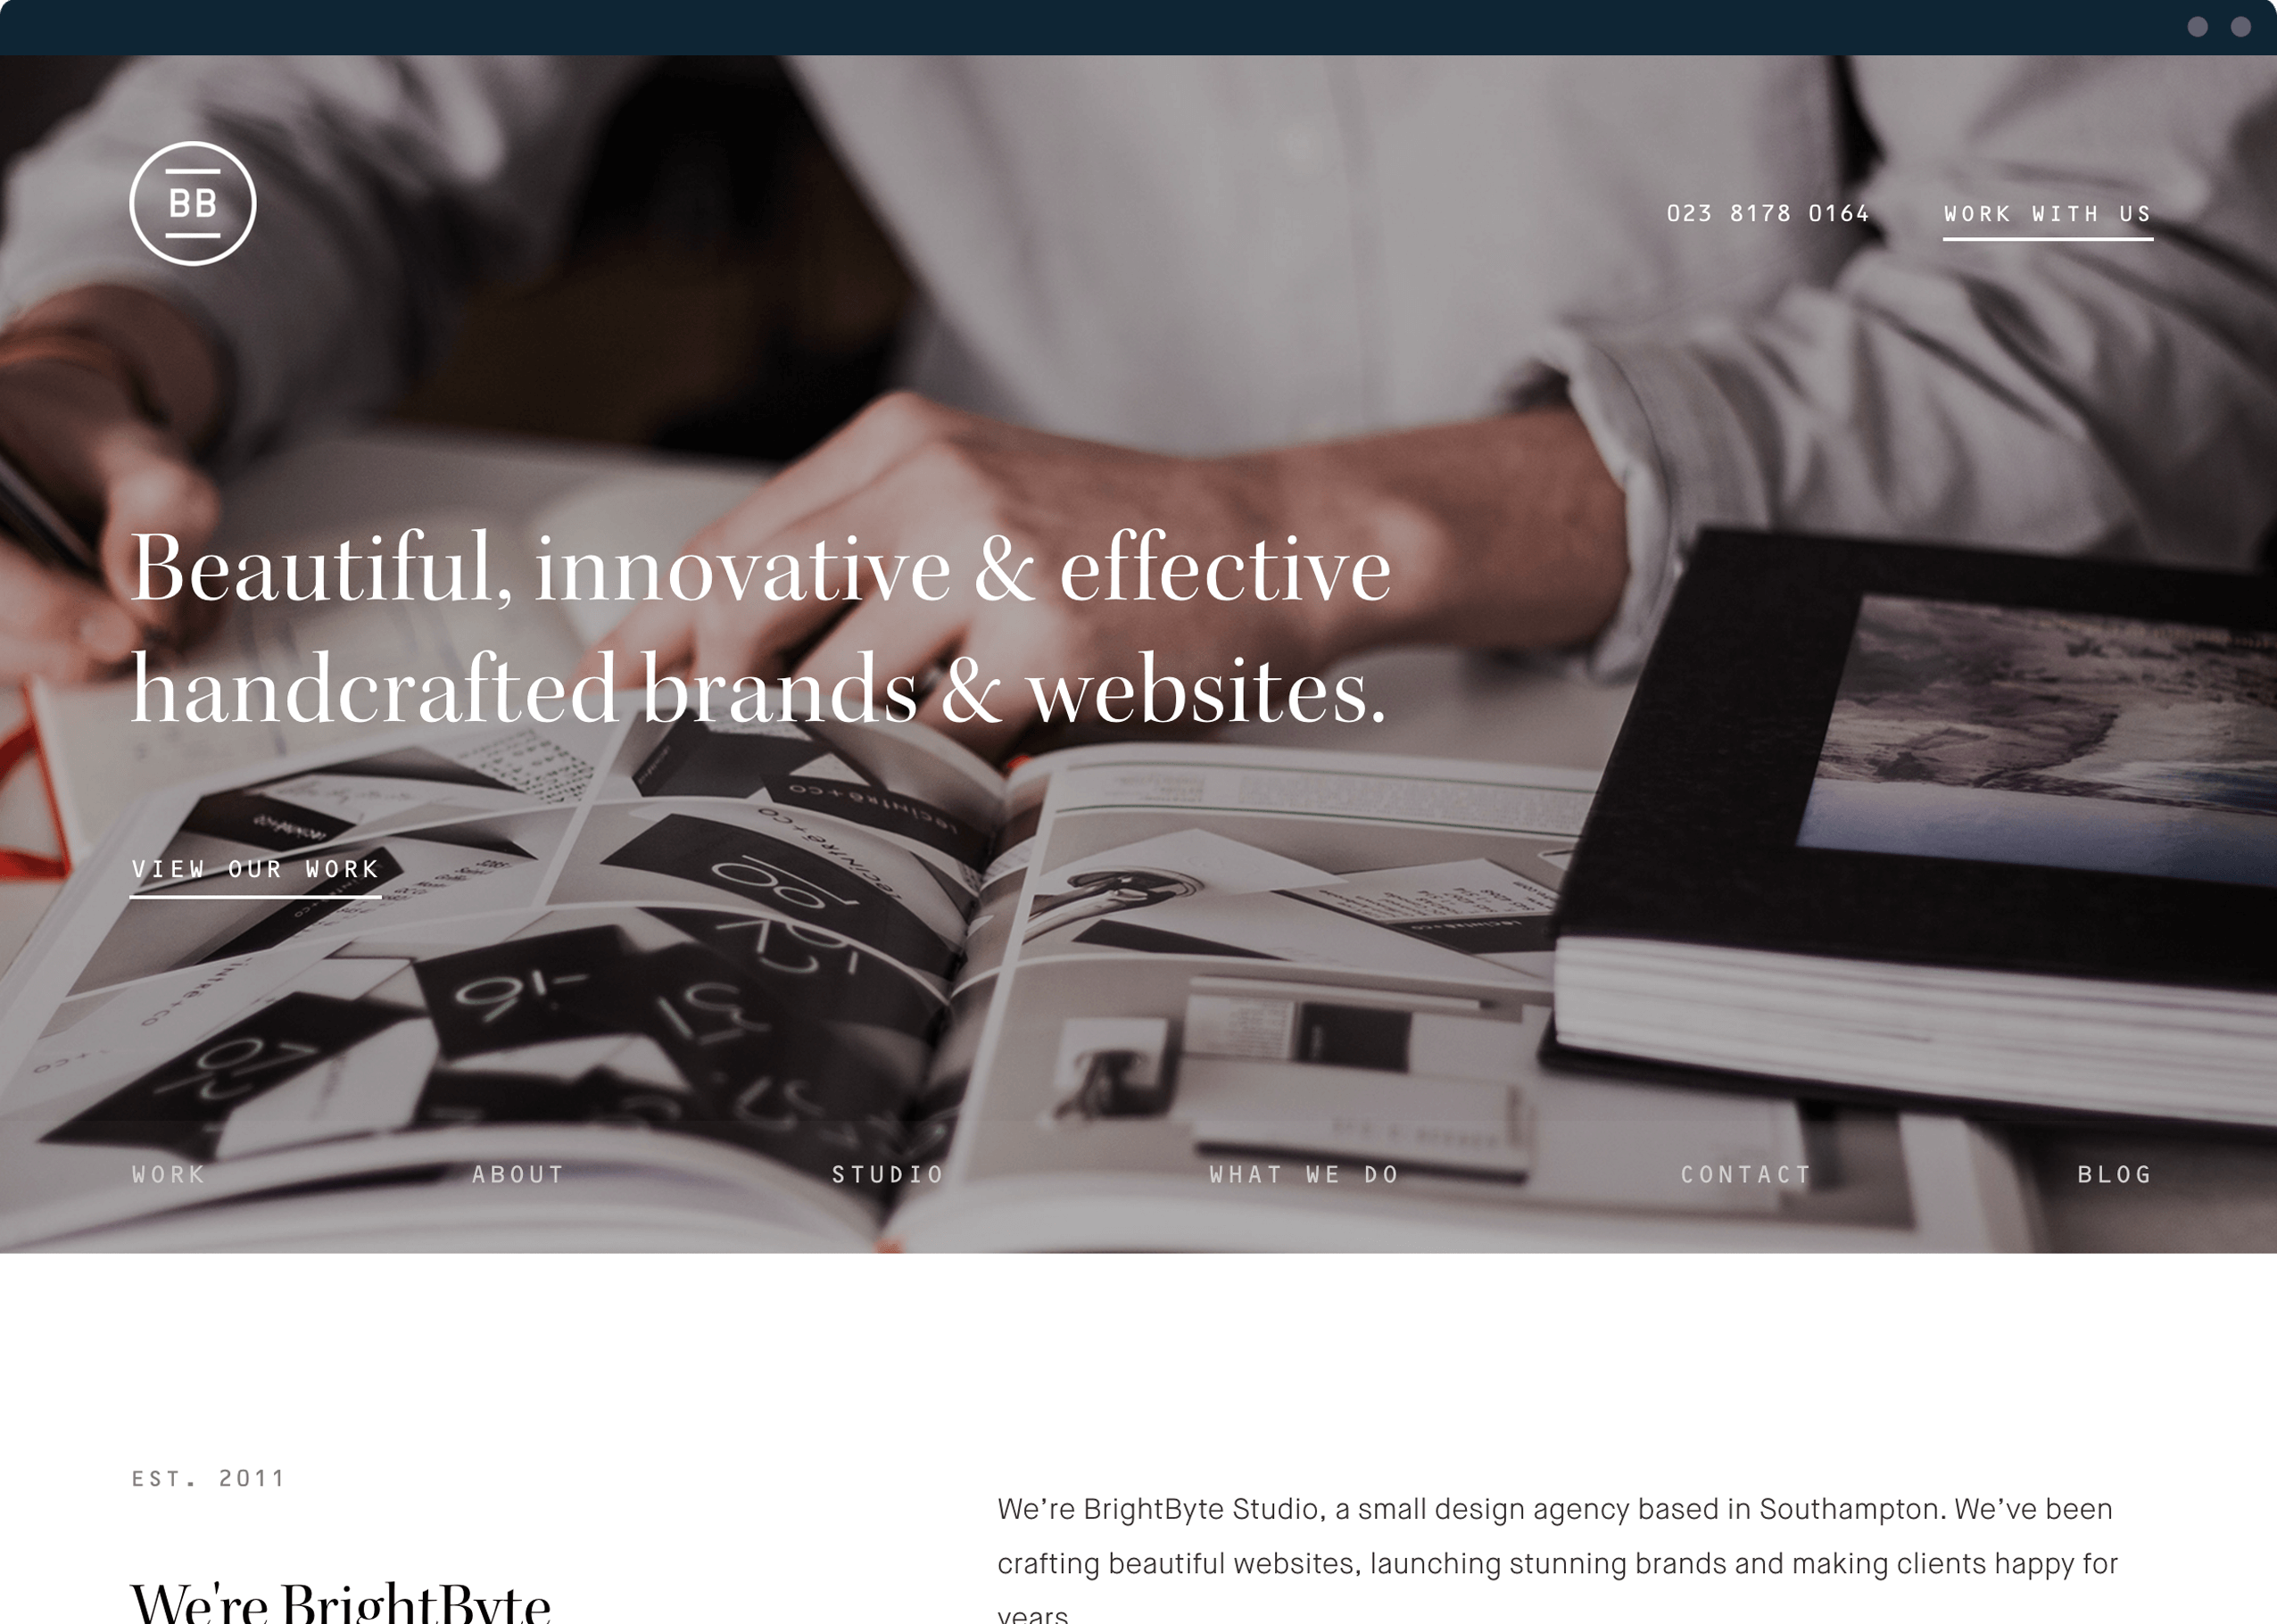 BB
023 8178 0164 WORK WITH US
Beautiful, innovative & effective
handcrafted brands & websites.
VIEW OUR WORK
WORK ABOUT STUDIO WHAT WE DO CONTACT BLOG
EST. 2011
We're BrightByte
We’re BrightByte Studio, a small design agency based in Southampton. We’ve been
crafting beautiful websites, launching stunning brands and making clients happy for
years